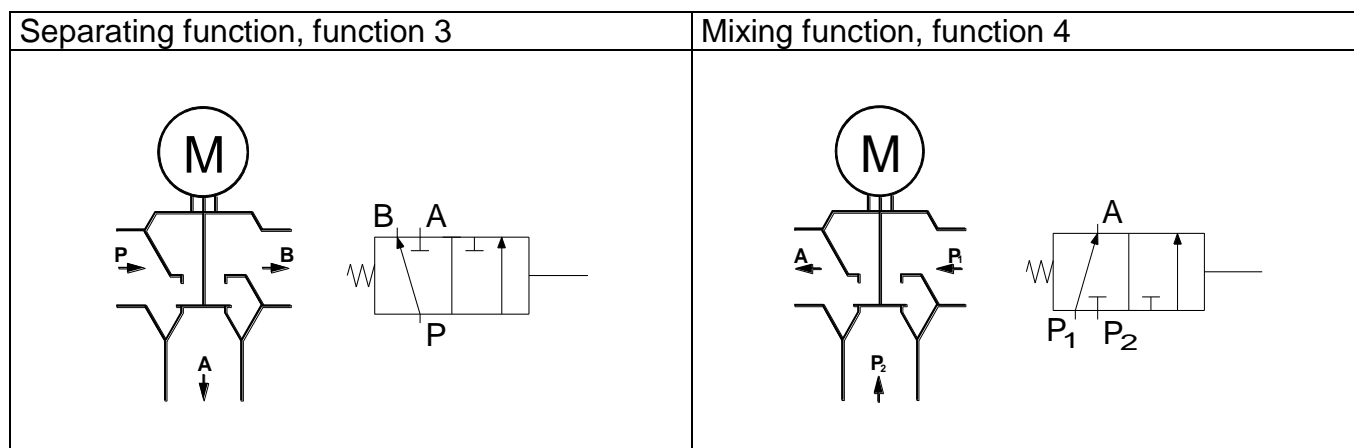 Separating function, function 3
M
P
B
A
B A
P
Mixing function, function 4
M
A
P₁
P₂
A
P₁ P₂